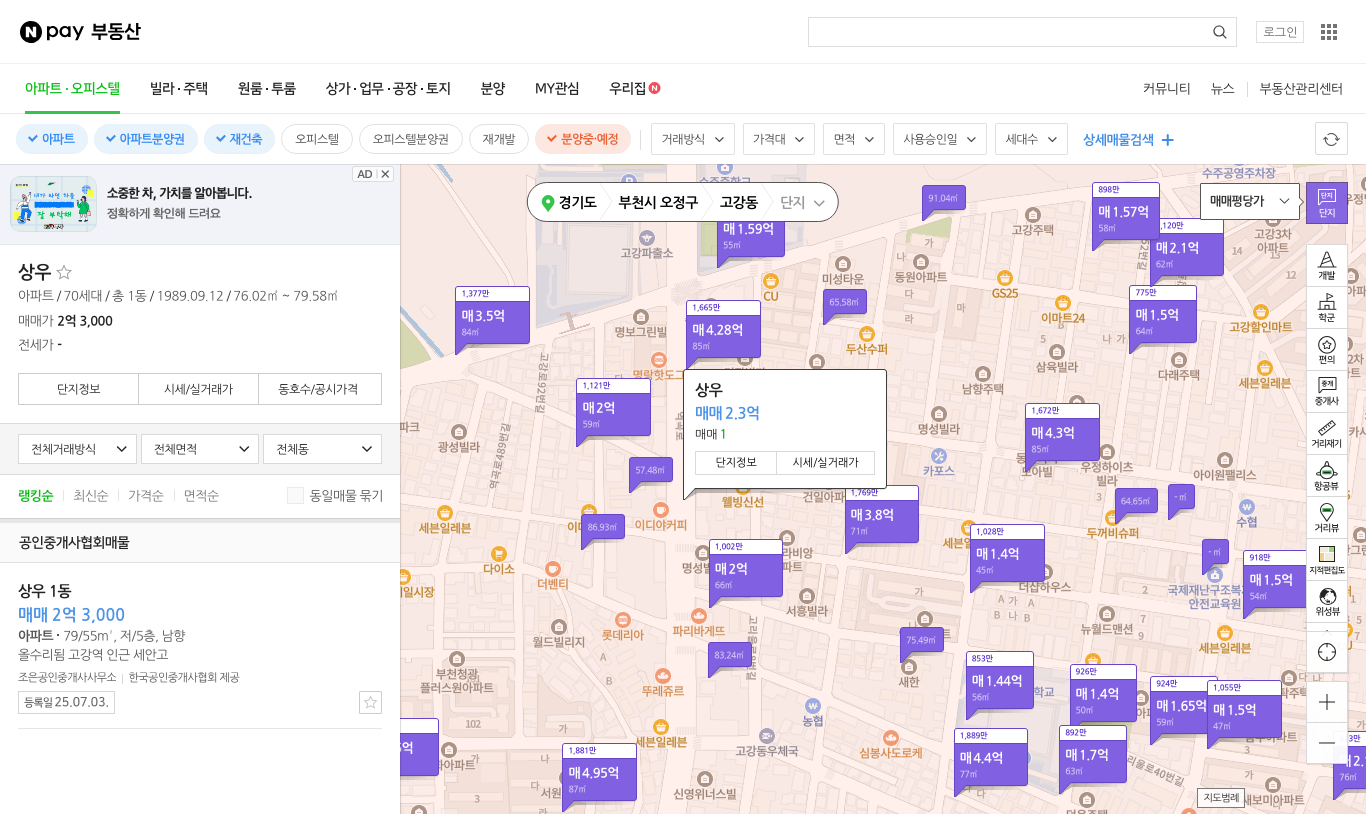 N pay 부동산
로그인
아파트·오피스텔 빌라·주택 원룸·투룸 상가·업무·공장·토지 분양 MY관심 우리집 N
커뮤니티 뉴스 부동산관리센터
아파트 아파트분양권 재건축 오피스텔 오피스텔분양권 재개발 분양중·예정
거래방식 가격대 면적 사용승인일 세대수 상세매물검색
소중한 차, 가치를 알아봅니다.
정확하게 확인해 드려요
AD
상우
아파트 / 70세대 / 총 1동 / 1989.09.12 / 76.02㎡ ~ 79.58㎡
매매가 2억 3,000
전세가 -
단지정보 시세/실거래가 동호수/공시가격
전체거래방식 전체면적 전체동
랭킹순 최신순 가격순 면적순 동일매물 묶기
공인중개사협회매물
상우 1동
매매 2억 3,000
아파트 · 79/55m², 저/5층, 남향
올수리됨 고강역 인근 세안고
조은공인중개사사무소 한국공인중개사협회 제공
등록일 25.07.03.
경기도 부천시 오정구 고강동 단지
매매평당가
단지
개발
학군
편의
중개
중개사
거리재기
항공뷰
거리뷰
지적편집도
위성뷰
지도범례
수주공영주차장
91.04㎡
898만
매1.57억
58㎡
고강주택
고강3차
아파트
매1.59억
55㎡
매2.1억
62㎡
고강파출소
미성타운
동원아파트
CU
GS25
1,377만
매3.5억
84㎡
65.58㎡
775만
매1.5억
64㎡
1,665만
매4.28억
85㎡
이마트24
고강할인마트
명보그린빌
두산수퍼
삼육빌라
다래주택
남향주택
세븐일레븐
고강로92번길
1,121만
매2억
59㎡
상우
매매 2.3억
매매 1
단지정보 시세/실거래가
명성빌라
1,672만
매4.3억
85㎡
광성빌라
역곡로489번길
57.48㎡
카포스
우정하이츠
빌라
아이원팰리스
64.65㎡
- ㎡
웰빙신선
건일아파트
1,769만
매3.8억
71㎡
세븐일레븐
86.93㎡
이디야커피
두꺼비슈퍼
수협
다이소
더벤티
1,002만
매2억
66㎡
1,028만
매1.4억
45㎡
- ㎡
918만
매1.5억
54㎡
더샵하우스
국제재난구조복
안전교육원
서흥빌라
뉴월드맨션
세븐일레븐
월드빌리지
롯데리아
파리바게뜨
75.49㎡
83.24㎡
새한
853만
매1.44억
56㎡
926만
매1.4억
50㎡
924만
매1.65억
59㎡
1,055만
매1.5억
47㎡
부천청광
플러스원아파트
뚜레쥬르
농협
102
세븐일레븐
고강동우체국
심봉사도로케
1,889만
매4.4억
77㎡
892만
매1.7억
63㎡
1,881만
매4.95억
87㎡
신영위너스빌
새보미아파트
76㎡